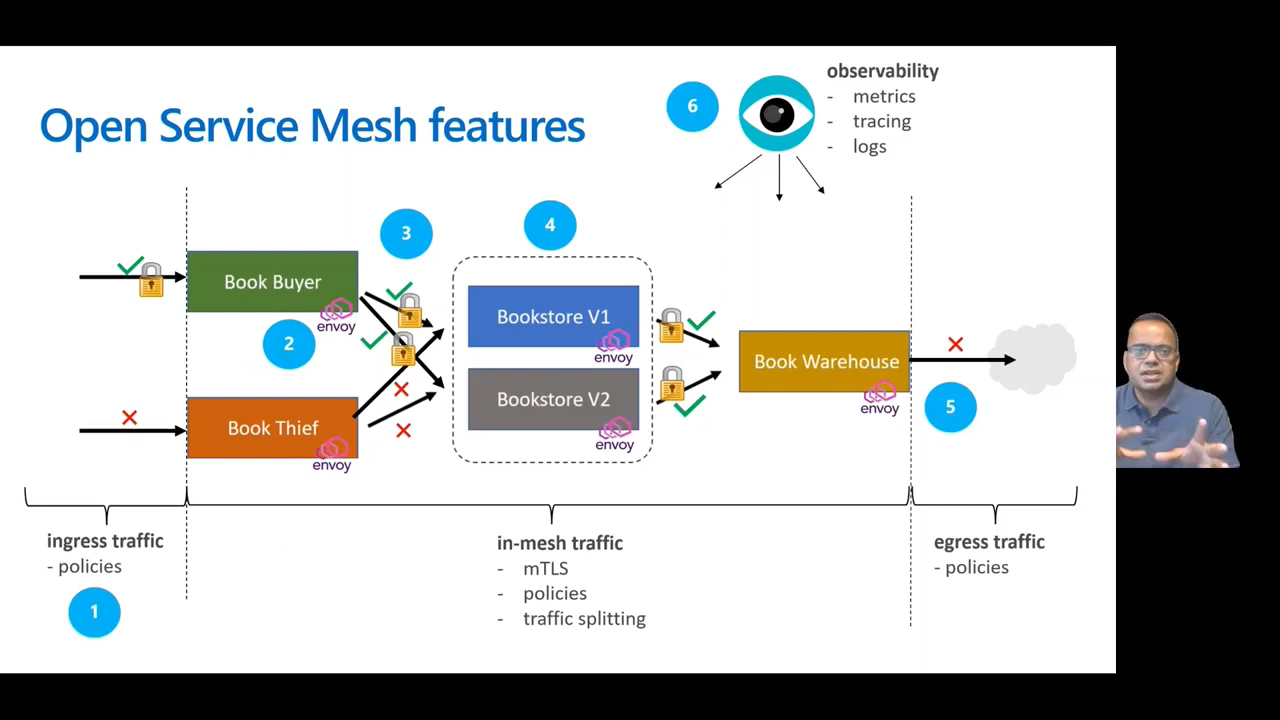 Open Service Mesh features
6
observability
- metrics
- tracing
- logs
3
4
Book Buyer
envoy
2
Bookstore V1
envoy
Book Warehouse
envoy
Bookstore V2
envoy
5
Book Thief
envoy
ingress traffic
- policies
1
in-mesh traffic
- mTLS
- policies
- traffic splitting
egress traffic
- policies